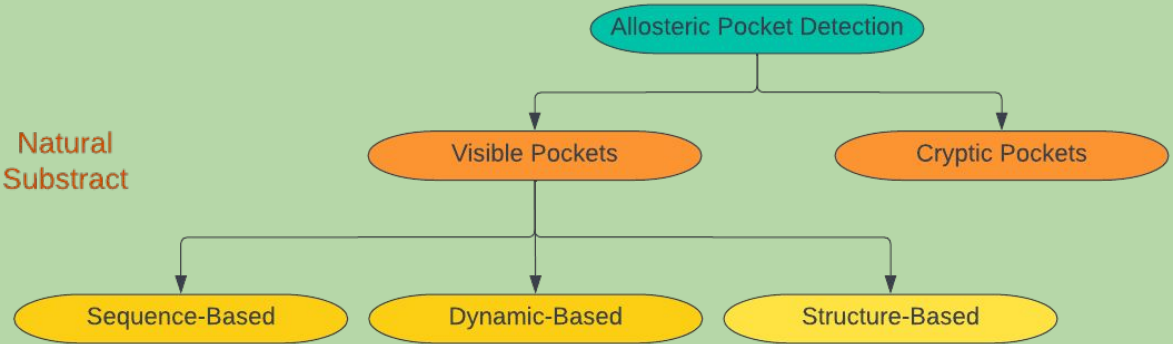 Allosteric Pocket Detection
Natural
Substract
Visible Pockets
Cryptic Pockets
Sequence-Based
Dynamic-Based
Structure-Based